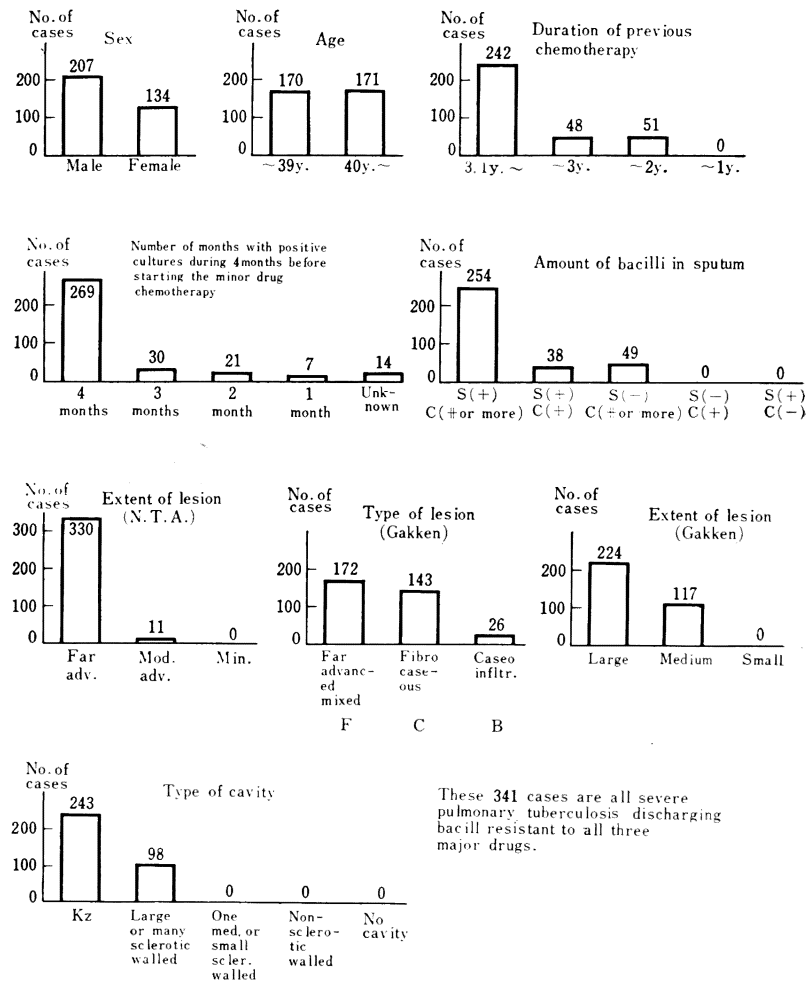 No. of
cases
Sex
200
100
0
207
134
Male
Female
No. of
cases
Age
200
100
0
170
171
~39y.
40y.~
No. of
cases
Duration of previous
chemotherapy
200
100
0
242
48
51
0
3.1y. ~
~3y.
~2y.
~1y.
No. of
cases
Number of months with positive
cultures during 4months before
starting the minor drug
chemotherapy
200
100
0
269
30
21
7
14
4
months
3
months
2
month
1
month
Unk-
nown
No. of
cases
Amount of bacilli in sputum
200
100
0
254
38
49
0
0
S(+)
C(⧺or more)
S(+)
C(+)
S(−)
C(⧺or more)
S(−)
C(+)
S(+)
C(−)
No. of
cases
Extent of lesion
(N.T.A.)
300
200
100
0
330
11
0
Far
adv.
Mod.
adv.
Min.
No. of
cases
Type of lesion
(Gakken)
200
100
0
172
143
26
Far
advanc-
ed
mixed
F
Fibro
case-
ous
C
Caseo
infltr.
B
No. of
cases
Extent of lesion
(Gakken)
200
100
0
224
117
0
Large
Medium
Small
No. of
cases
Type of cavity
200
100
0
243
98
0
0
0
Kz
Large
or many
sclerotic
walled
One
med. or
small
scler.
walled
Non-
sclero-
tic
walled
No
cavity
These 341 cases are all severe
pulmonary tuberculosis discharging
bacill resistant to all three
major drugs.